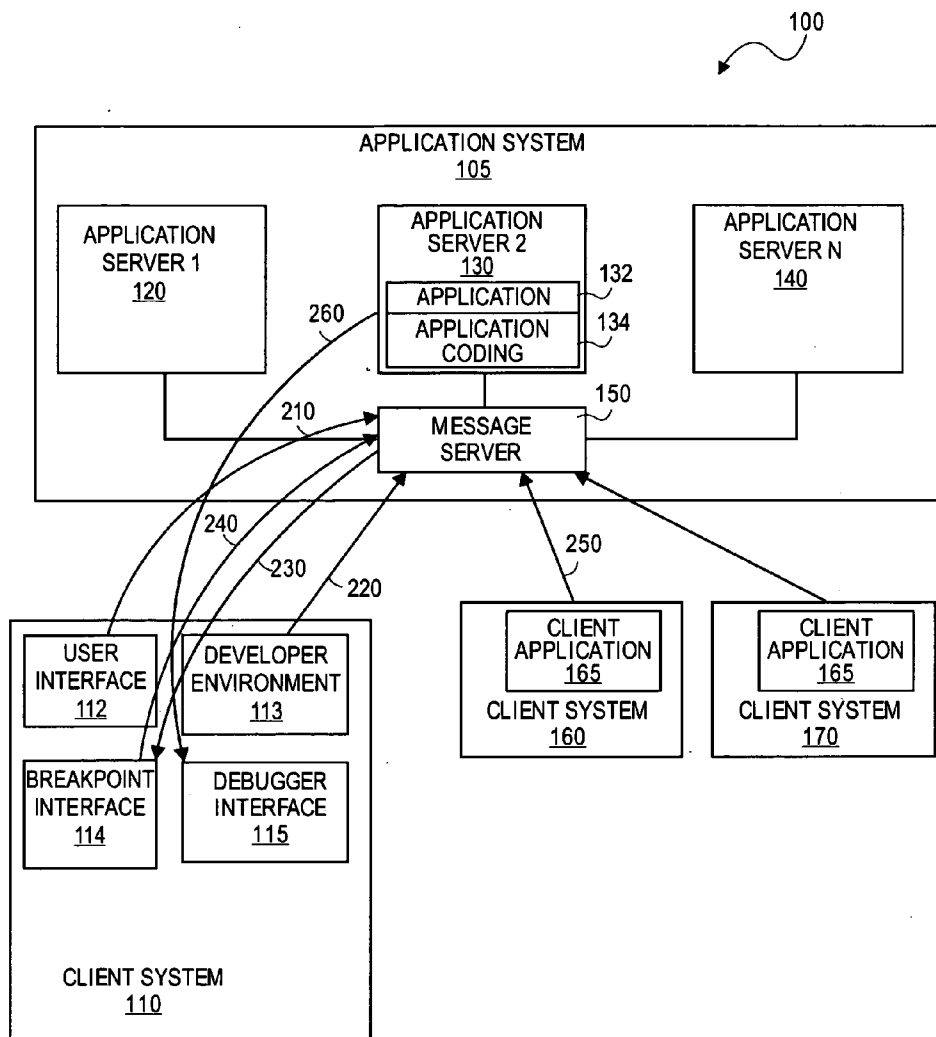 100
APPLICATION SYSTEM
105
APPLICATION
SERVER 1
120
APPLICATION
SERVER 2
130
APPLICATION
APPLICATION
CODING
132
134
APPLICATION
SERVER N
140
260
210
MESSAGE
SERVER
150
240
230
220
250
USER
INTERFACE
112
DEVELOPER
ENVIRONMENT
113
BREAKPOINT
INTERFACE
114
DEBUGGER
INTERFACE
115
CLIENT SYSTEM
110
CLIENT
APPLICATION
165
CLIENT SYSTEM
160
CLIENT
APPLICATION
165
CLIENT SYSTEM
170